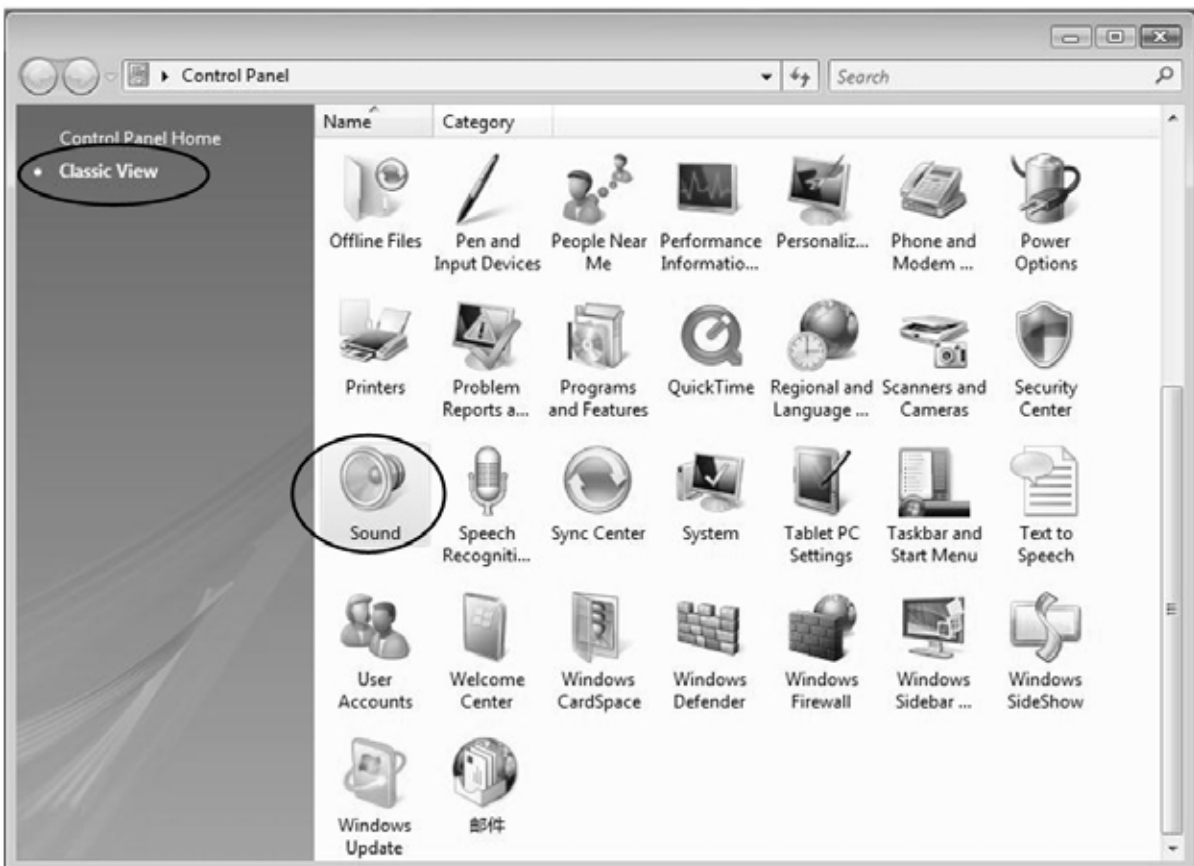 Control Panel
Search
Control Panel Home
Classic View
Name Category
Offline Files
Pen and
Input Devices
People Near
Me
Performance
Informatio...
Personaliz...
Phone and
Modem ...
Power
Options
Printers
Problem
Reports a...
Programs
and Features
QuickTime
Regional and
Language ...
Scanners and
Cameras
Security
Center
Sound
Speech
Recogniti...
Sync Center
System
Tablet PC
Settings
Taskbar and
Start Menu
Text to
Speech
User
Accounts
Welcome
Center
Windows
CardSpace
Windows
Defender
Windows
Firewall
Windows
Sidebar ...
Windows
SideShow
Windows
Update
邮件